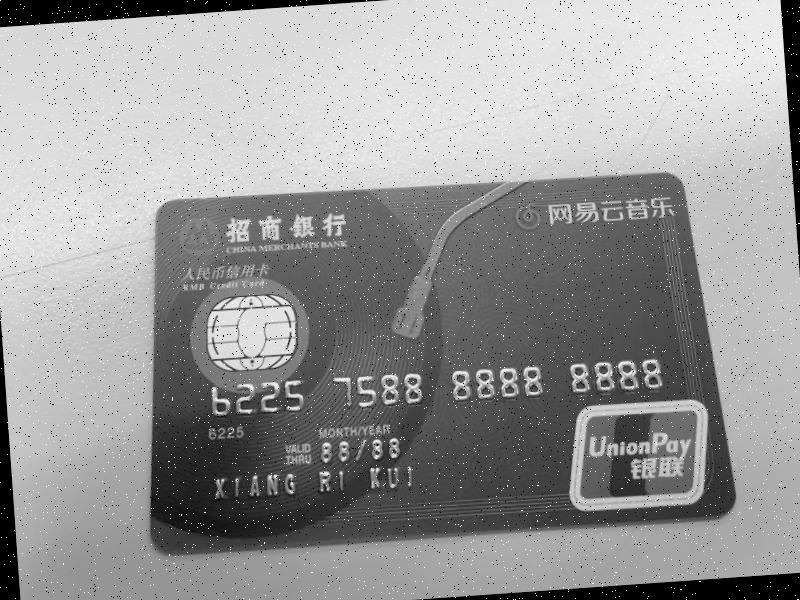 招商银行
CHINA MERCHANTS BANK
网易云音乐
人民币信用卡
RMB Credit Card
6225 7588 8888 8888
6225
MONTH/YEAR
VALID THRU 88/88
XIANG RI KUI
UnionPay
银联